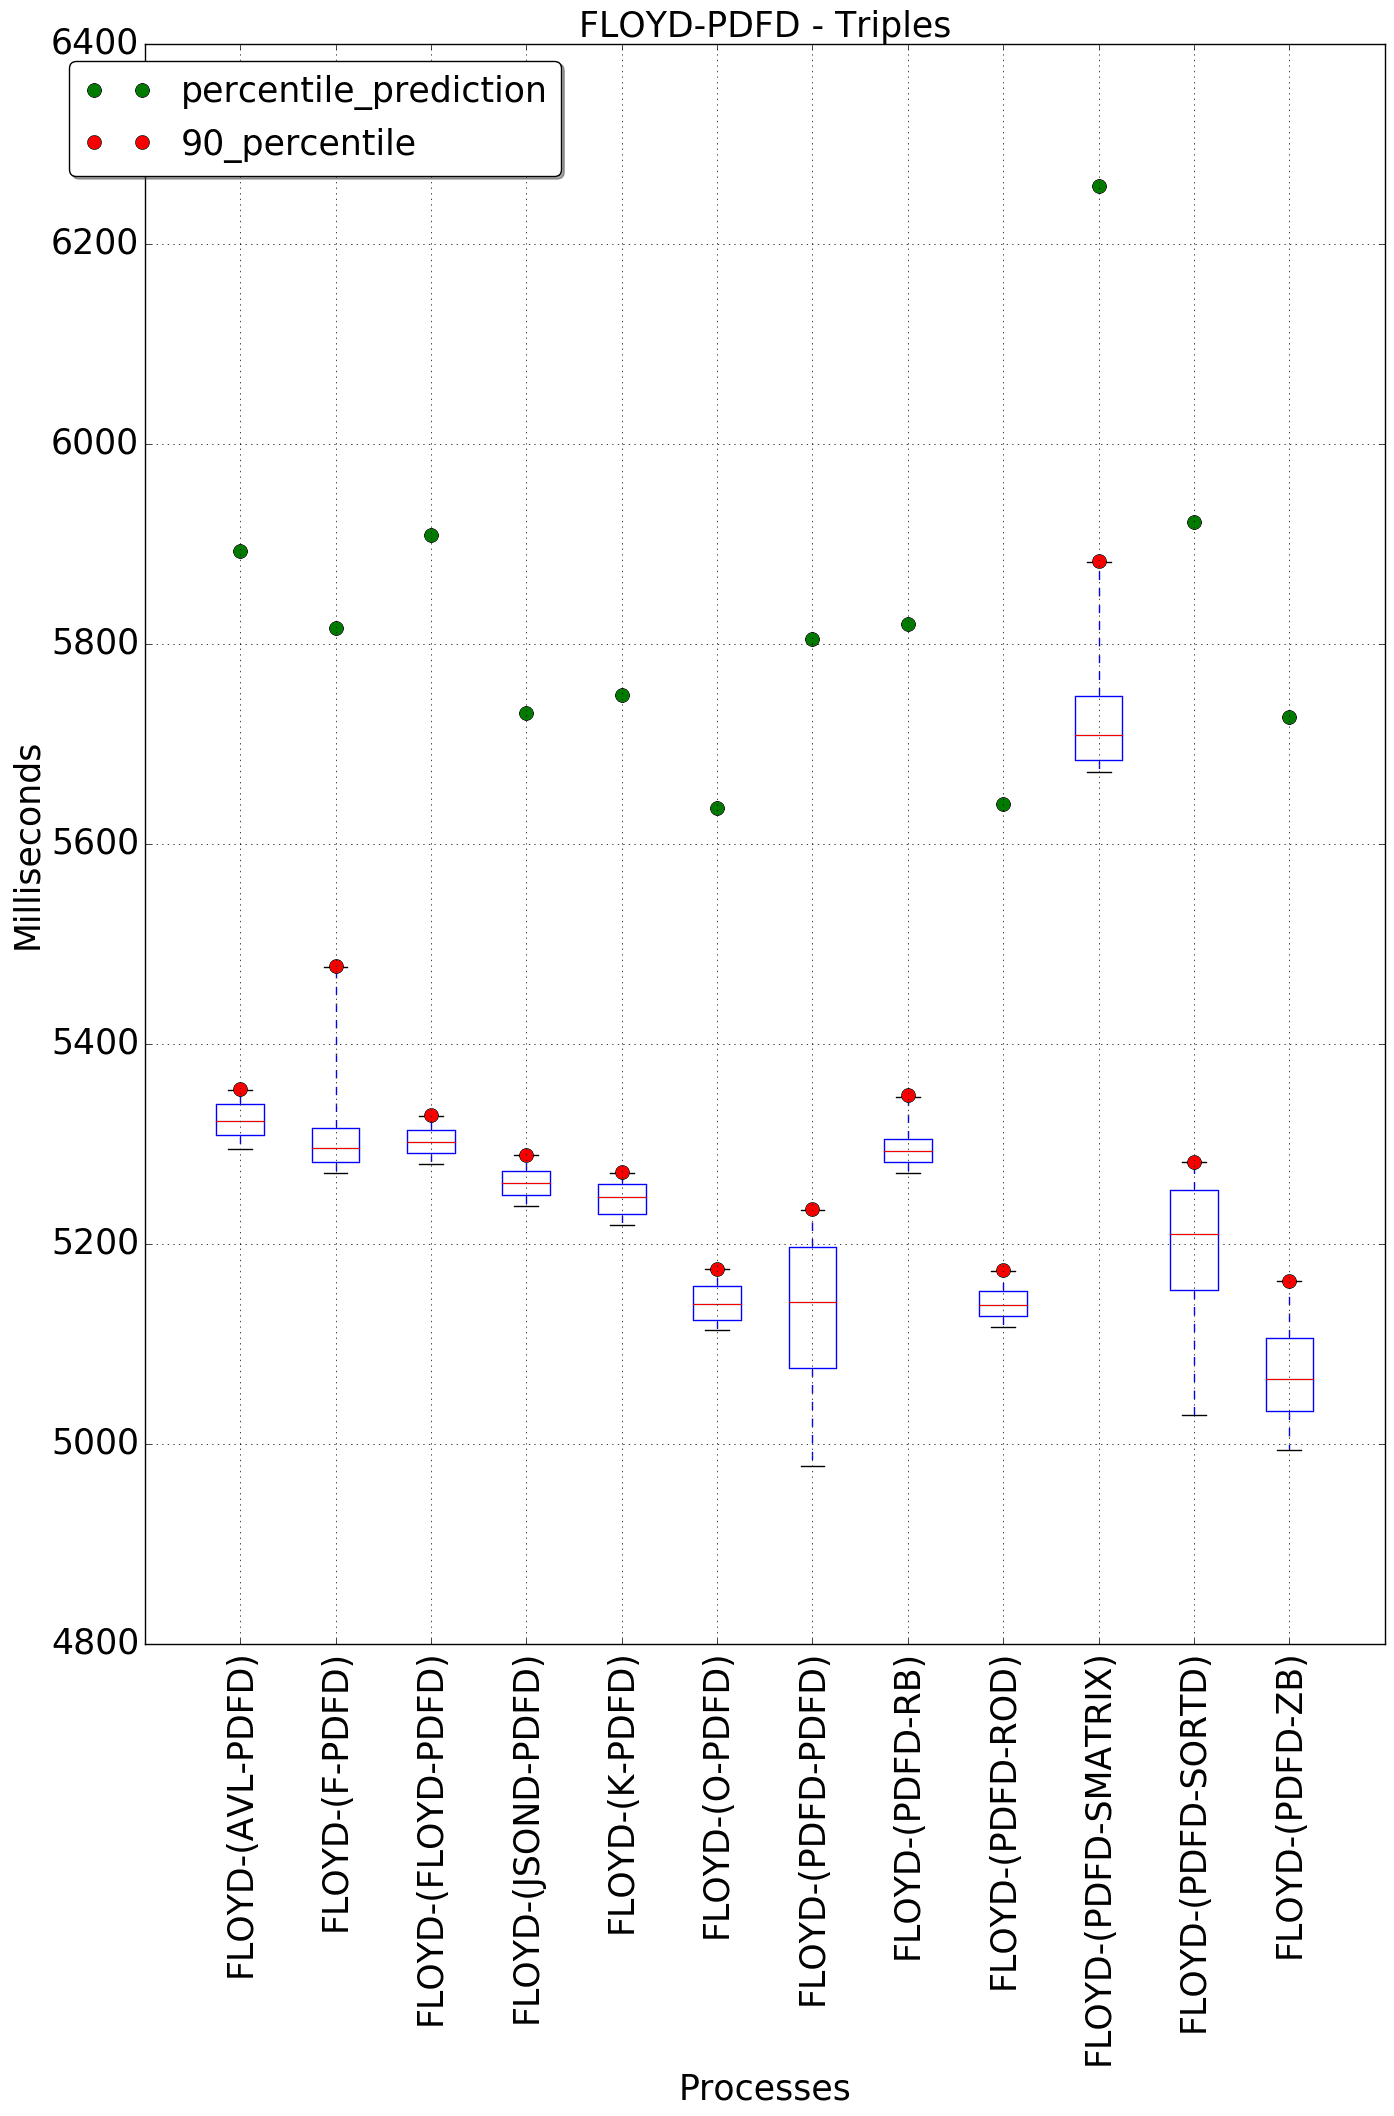 FLOYD-PDFD - Triples
percentile_prediction
90_percentile
6400
6200
6000
5800
5600
5400
5200
5000
4800
Milliseconds
FLOYD-(AVL-PDFD)
FLOYD-(F-PDFD)
FLOYD-(FLOYD-PDFD)
FLOYD-(JSOND-PDFD)
FLOYD-(K-PDFD)
FLOYD-(O-PDFD)
FLOYD-(PDFD-PDFD)
FLOYD-(PDFD-RB)
FLOYD-(PDFD-ROD)
FLOYD-(PDFD-SMATRIX)
FLOYD-(PDFD-SORTD)
FLOYD-(PDFD-ZB)
Processes